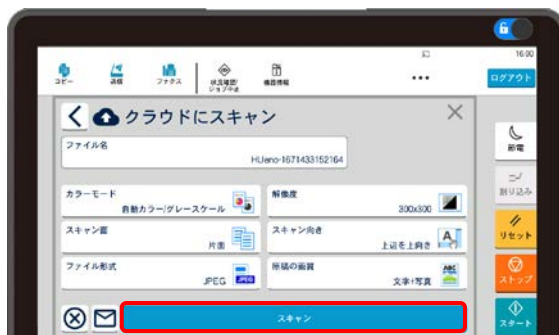 16:00
コピー 送信 ファクス 状況確認/ジョブ中止 機器情報 ... ログアウト
クラウドにスキャン
ファイル名
HUeno-1671433152164
カラーモード
自動カラー/グレースケール
解像度
300x300
スキャン面
片面
スキャン向き
上辺を上向き
ファイル形式
JPEG
JPEG
原稿の画質
ABC
文字+写真
スキャン
節電
割り込み
リセット
ストップ
スタート